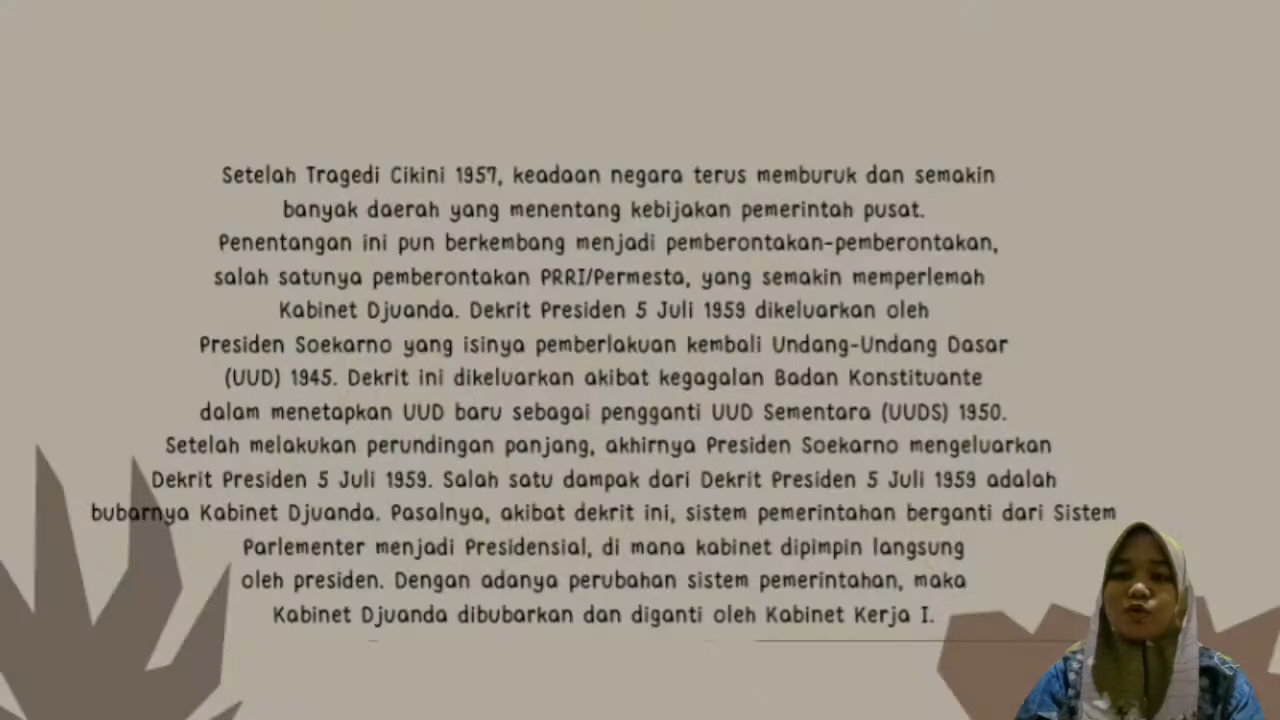 Setelah Tragedi Cikini 1957, keadaan negara terus memburuk dan semakin
banyak daerah yang menentang kebijakan pemerintah pusat.
Penentangan ini pun berkembang menjadi pemberontakan-pemberontakan,
salah satunya pemberontakan PRRI/Permesta, yang semakin memperlemah
Kabinet Djuanda. Dekrit Presiden 5 Juli 1959 dikeluarkan oleh
Presiden Soekarno yang isinya pemberlakuan kembali Undang-Undang Dasar
(UUD) 1945. Dekrit ini dikeluarkan akibat kegagalan Badan Konstituante
dalam menetapkan UUD baru sebagai pengganti UUD Sementara (UUDS) 1950.
Setelah melakukan perundingan panjang, akhirnya Presiden Soekarno mengeluarkan
Dekrit Presiden 5 Juli 1959. Salah satu dampak dari Dekrit Presiden 5 Juli 1959 adalah
bubarnya Kabinet Djuanda. Pasalnya, akibat dekrit ini, sistem pemerintahan berganti dari Sistem
Parlementer menjadi Presidensial, di mana kabinet dipimpin langsung
oleh presiden. Dengan adanya perubahan sistem pemerintahan, maka
Kabinet Djuanda dibubarkan dan diganti oleh Kabinet Kerja I.